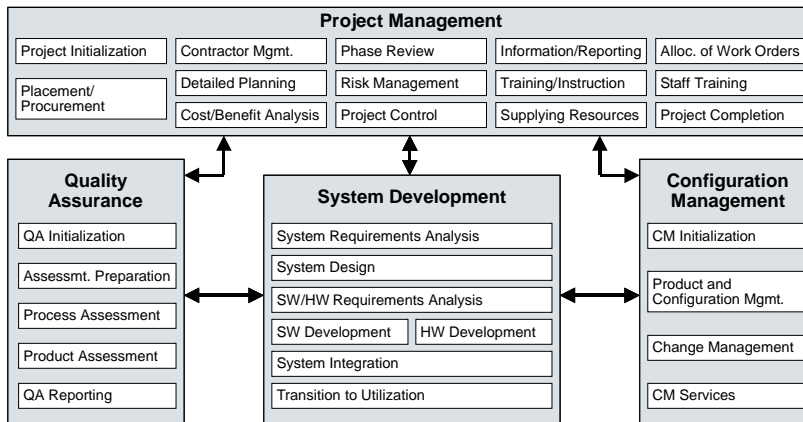 Project Management
Project Initialization
Contractor Mgmt.
Phase Review
Information/Reporting
Alloc. of Work Orders
Placement/
Procurement
Detailed Planning
Risk Management
Training/Instruction
Staff Training
Cost/Benefit Analysis
Project Control
Supplying Resources
Project Completion
Quality
Assurance
QA Initialization
Assessmt. Preparation
Process Assessment
Product Assessment
QA Reporting
System Development
System Requirements Analysis
System Design
SW/HW Requirements Analysis
SW Development
HW Development
System Integration
Transition to Utilization
Configuration
Management
CM Initialization
Product and
Configuration Mgmt.
Change Management
CM Services